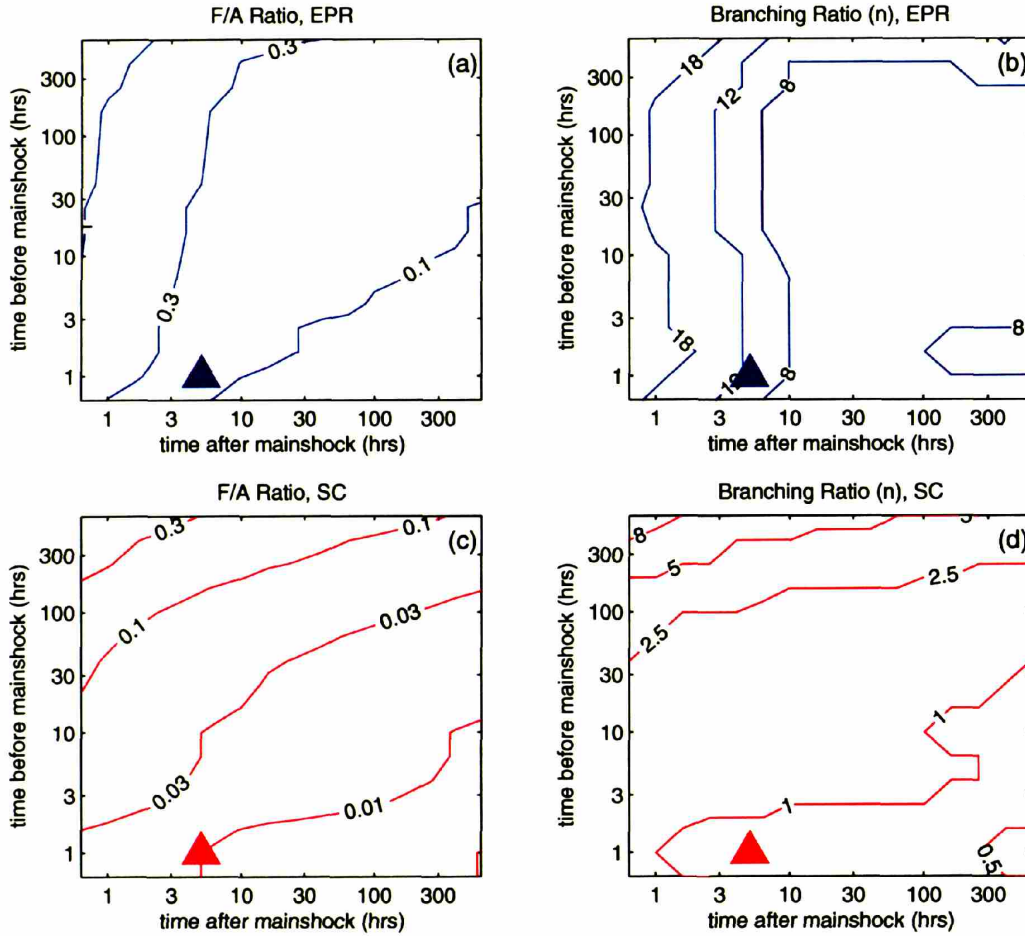 F/A Ratio, EPR
(a)
300
100
30
10
3
1
time before mainshock (hrs)
0.3
0.3
0.1
1 3 10 30 100 300
time after mainshock (hrs)
Branching Ratio (n), EPR
(b)
300
100
30
10
3
1
time before mainshock (hrs)
18
12
8
18
12
8
8
1 3 10 30 100 300
time after mainshock (hrs)
F/A Ratio, SC
(c)
300
100
30
10
3
1
time before mainshock (hrs)
0.3
0.1
0.1
0.03
0.03
0.01
1 3 10 30 100 300
time after mainshock (hrs)
Branching Ratio (n), SC
(d)
300
100
30
10
3
1
time before mainshock (hrs)
8
5
5
2.5
2.5
1
1
0.5
1 3 10 30 100 300
time after mainshock (hrs)